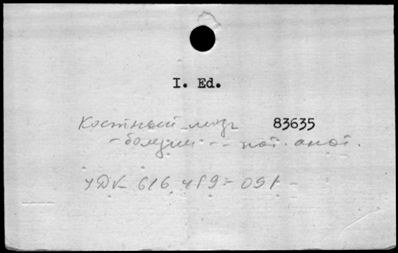 I. Ed.
Костный мозг 83635
- болезни -- пат. анат.
УДК 616.419-091